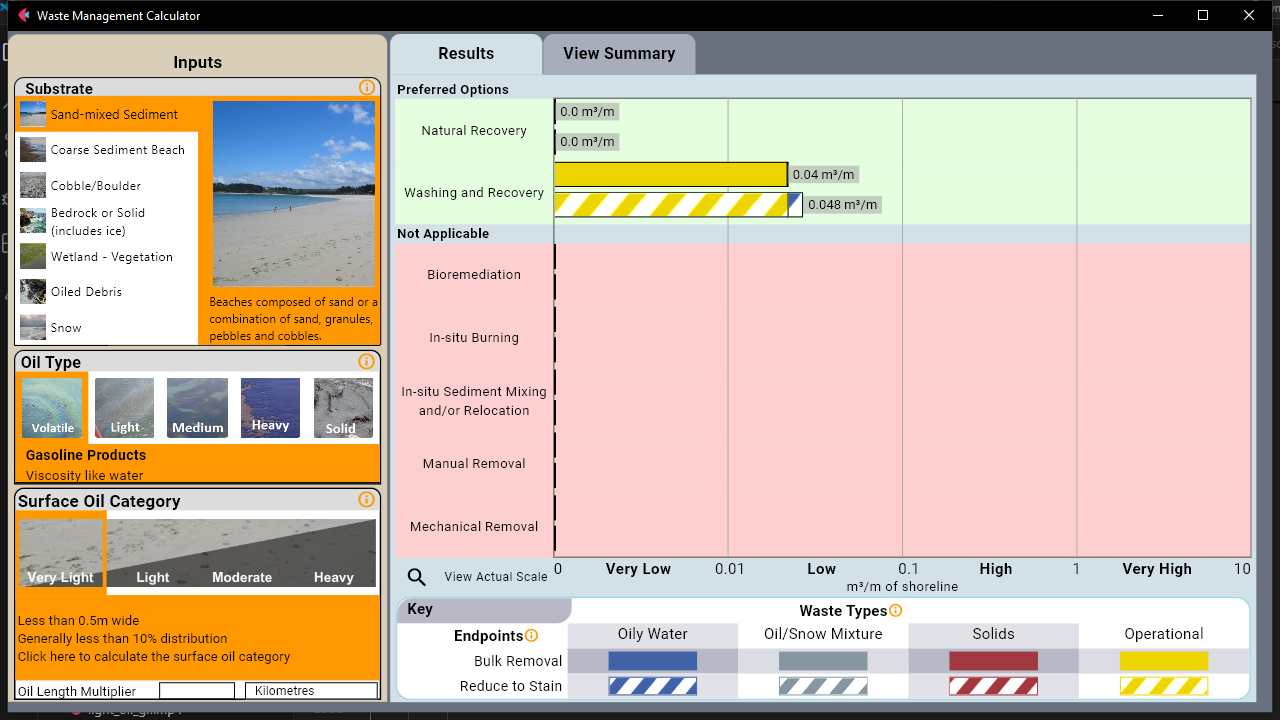 Waste Management Calculator
Inputs
Substrate
Sand-mixed Sediment
Coarse Sediment Beach
Cobble/Boulder
Bedrock or Solid
(includes ice)
Wetland - Vegetation
Oiled Debris
Snow
Beaches composed of sand or a
combination of sand, granules,
pebbles and cobbles.
Oil Type
Volatile Light Medium Heavy Solid
Gasoline Products
Viscosity like water
Surface Oil Category
Very Light Light Moderate Heavy
Less than 0.5m wide
Generally less than 10% distribution
Click here to calculate the surface oil category
Oil Length Multiplier Kilometres
Results View Summary
Preferred Options
Natural Recovery
0.0 m³/m
0.0 m³/m
Washing and Recovery
0.04 m³/m
0.048 m³/m
Not Applicable
Bioremediation
In-situ Burning
In-situ Sediment Mixing
and/or Relocation
Manual Removal
Mechanical Removal
View Actual Scale
0 Very Low 0.01 Low 0.1 High 1 Very High 10
m³/m of shoreline
Key
Waste Types
Endpoints Oily Water Oil/Snow Mixture Solids Operational
Bulk Removal
Reduce to Stain